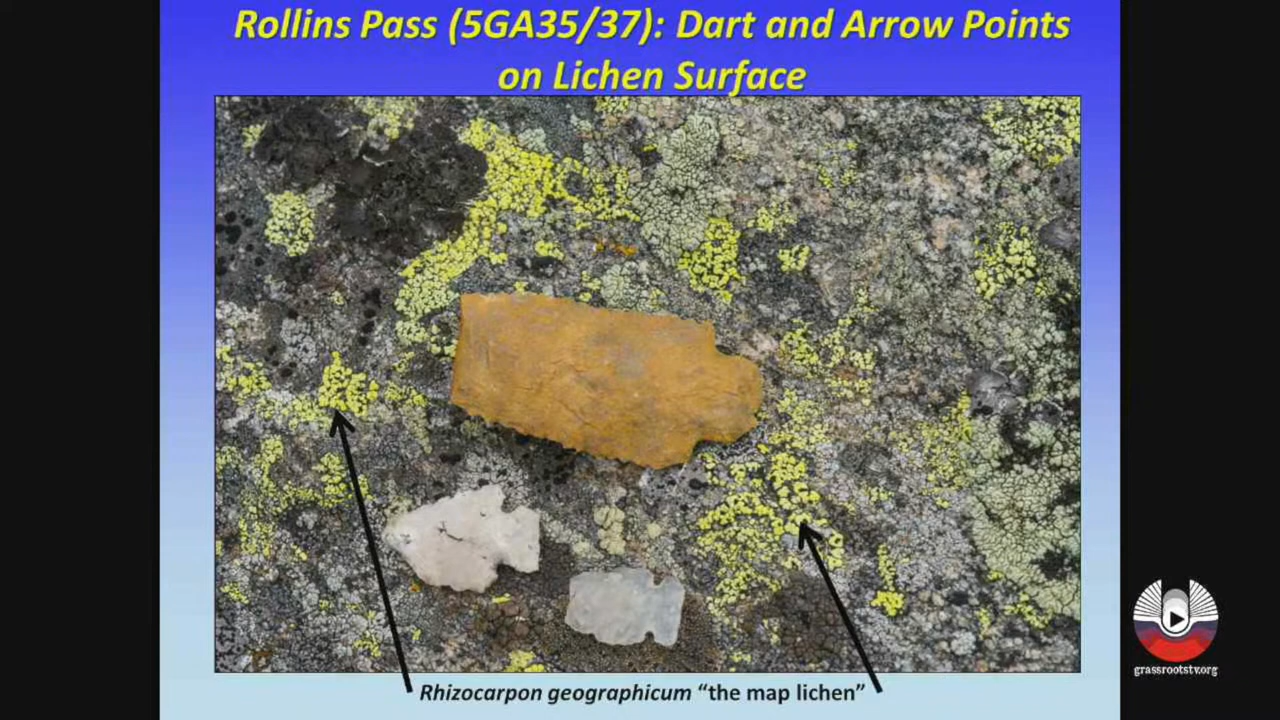 Rollins Pass (5GA35/37): Dart and Arrow Points
on Lichen Surface
grassrootstv.org
Rhizocarpon geographicum “the map lichen”